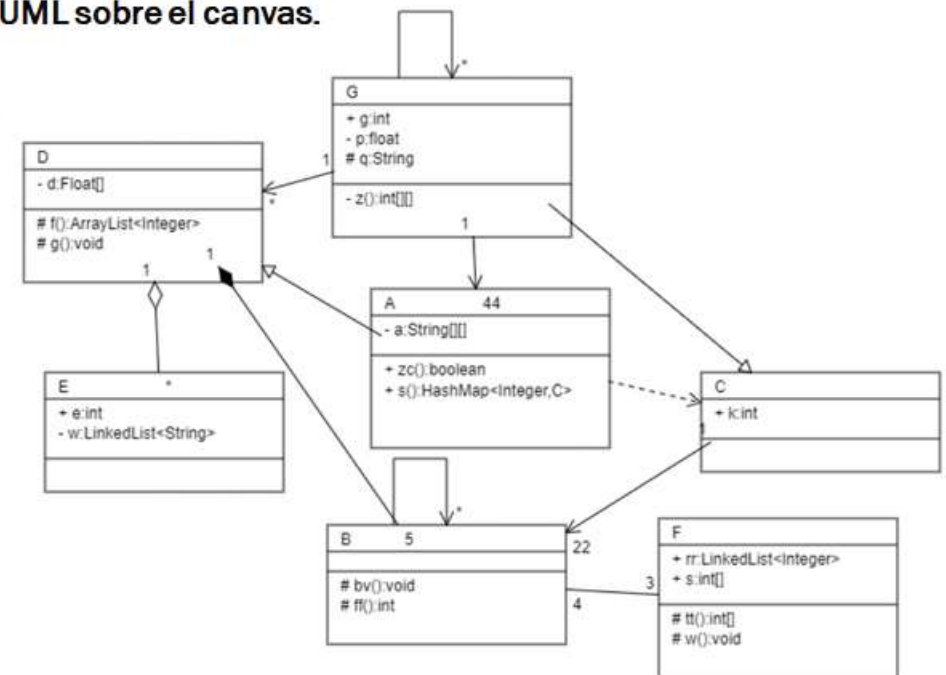 UML sobre el canvas.
*
G
+ g:int
- p:float
# q:String
- z():int[][]
1
1
D
- d:Float[]
# f():ArrayList<Integer>
# g():void
*
1
1
A 44
- a:String[][]
+ zc():boolean
+ s():HashMap<Integer,C>
E *
+ e:int
- w:LinkedList<String>
C
+ k:int
1
*
B 5
# bv():void
# ff():int
22
4
3
F
+ rr:LinkedList<Integer>
+ s:int[]
# tt():int[]
# w():void